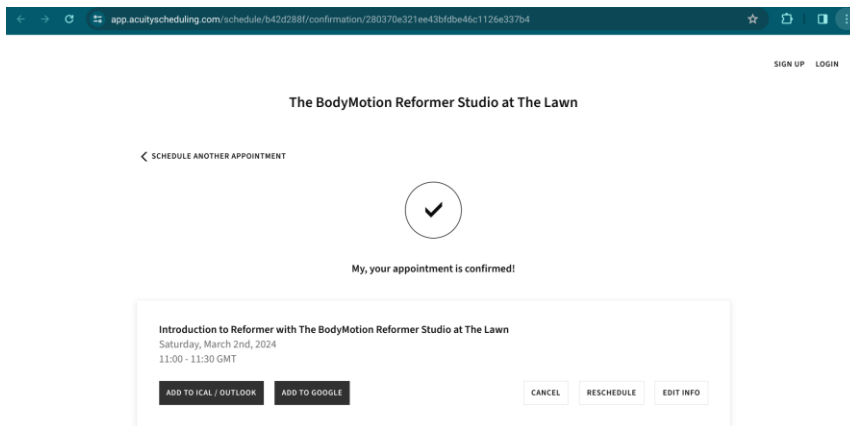 app.acuityscheduling.com/schedule/b42d288f/confirmation/280370e321ee43bfdbe46c1126e337b4
SIGN UP LOGIN
The BodyMotion Reformer Studio at The Lawn
SCHEDULE ANOTHER APPOINTMENT
My, your appointment is confirmed!
Introduction to Reformer with The BodyMotion Reformer Studio at The Lawn
Saturday, March 2nd, 2024
11:00 - 11:30 GMT
ADD TO ICAL / OUTLOOK ADD TO GOOGLE CANCEL RESCHEDULE EDIT INFO